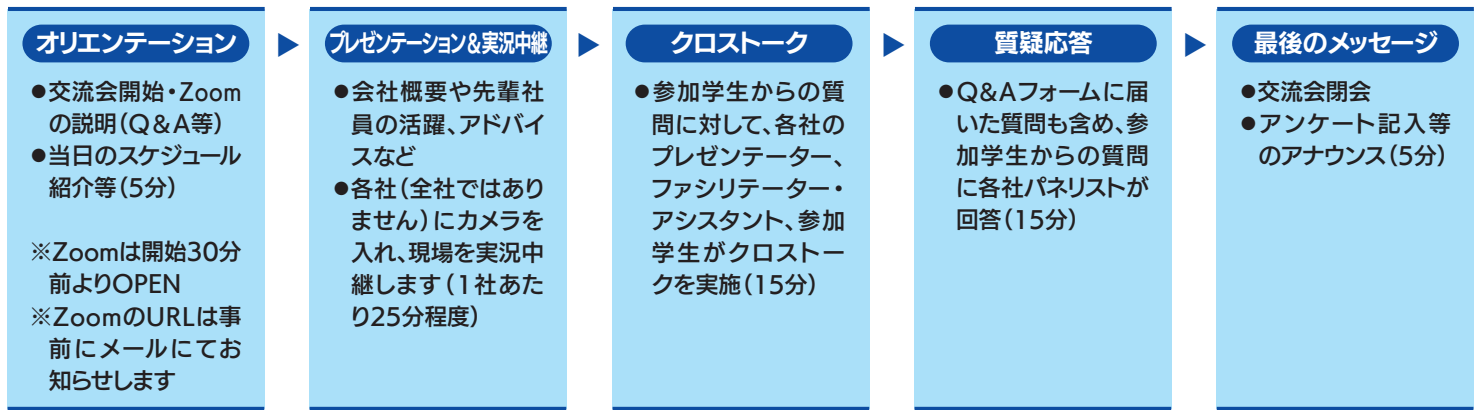 オリエンテーション
●交流会開始・Zoom
の説明（Q&A等）
●当日のスケジュール
紹介等（5分）
※Zoomは開始30分
前よりOPEN
※ZoomのURLは事
前にメールにてお
知らせします
▶
プレゼンテーション&実況中継
●会社概要や先輩社
員の活躍、アドバイ
スなど
●各社（全社ではあり
ません）にカメラを
入れ、現場を実況中
継します（1社あた
り25分程度）
▶
クロストーク
●参加学生からの質
問に対して、各社の
プレゼンテーター、
ファシリテーター・
アシスタント、参加
学生がクロストー
クを実施（15分）
▶
質疑応答
●Q&Aフォームに届
いた質問も含め、参
加学生からの質問
に各社パネリストが
回答（15分）
▶
最後のメッセージ
●交流会閉会
●アンケート記入等
のアナウンス（5分）